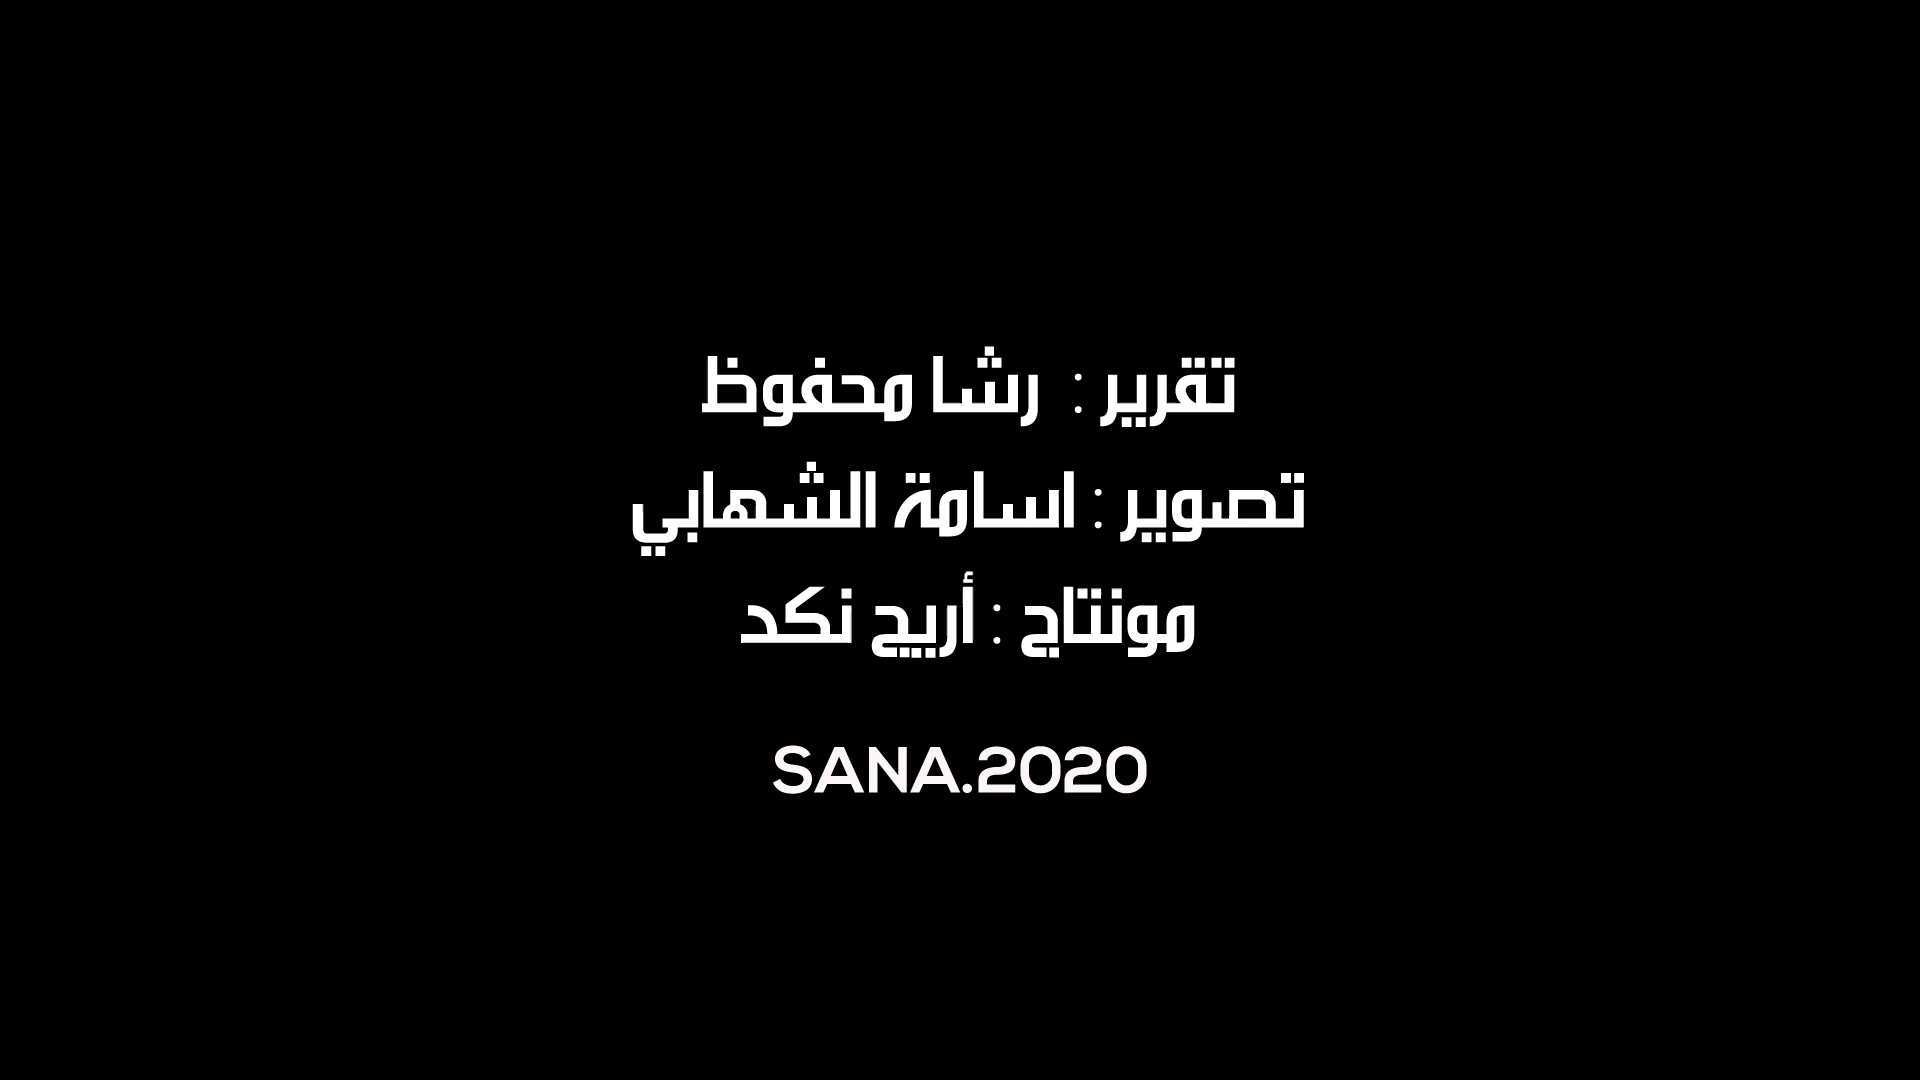 تقرير : رشا محفوظ
تصوير : اسامة الشهابي
مونتاج : أريج نكد
SANA.2020